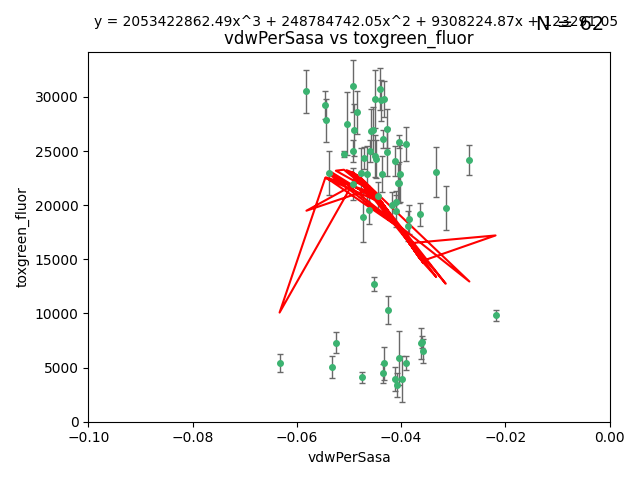 y = 2053422862.49x^3 + 248784742.05x^2 + 9308224.87x + 123291.05
N = 62
vdwPerSasa vs toxgreen_fluor
toxgreen_fluor
30000
25000
20000
15000
10000
5000
0
−0.10
−0.08
−0.06
−0.04
−0.02
0.00
vdwPerSasa